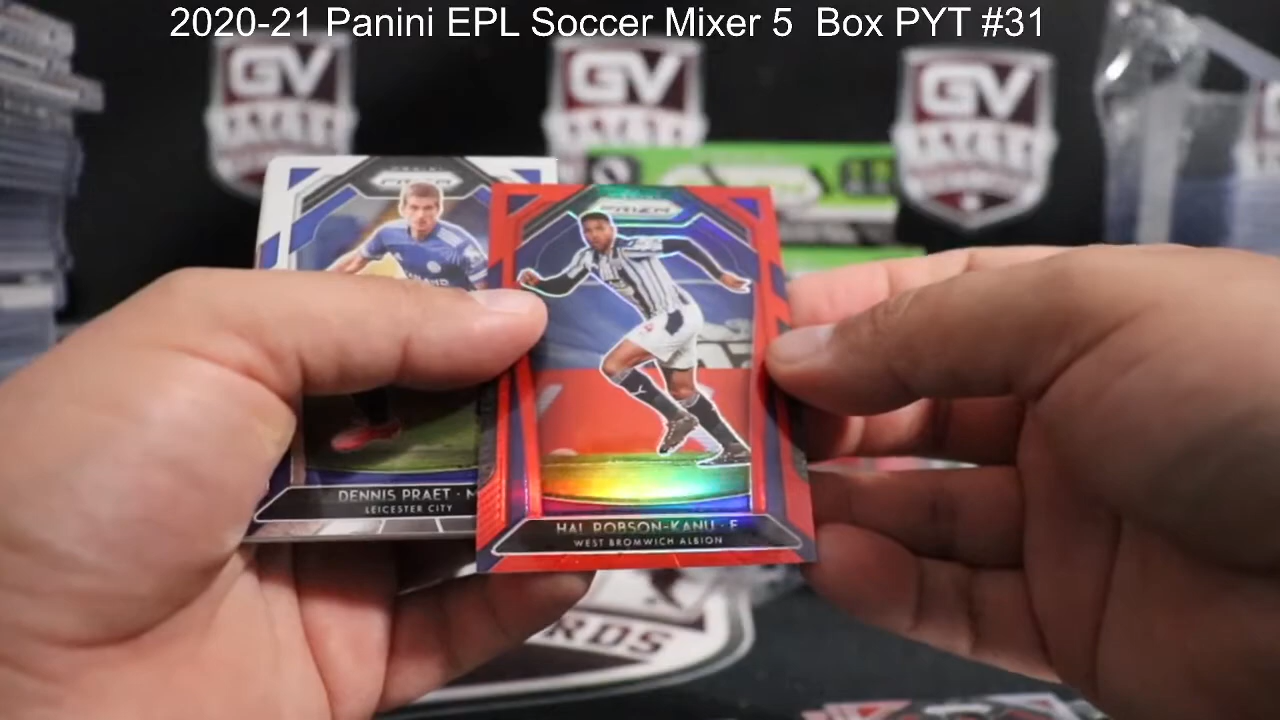 2020-21 Panini EPL Soccer Mixer 5  Box PYT #31
GV
GV
GV
PRIZM
PRIZM
DENNIS PRAET · M
LEICESTER CITY
HAL ROBSON-KANU · F
WEST BROMWICH ALBION